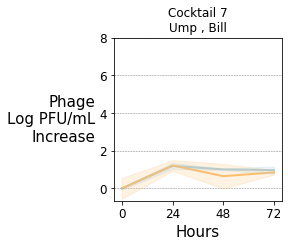 Cocktail 7
Ump , Bill
8
6
4
2
0
Phage
Log PFU/mL
Increase
0 24 48 72
Hours